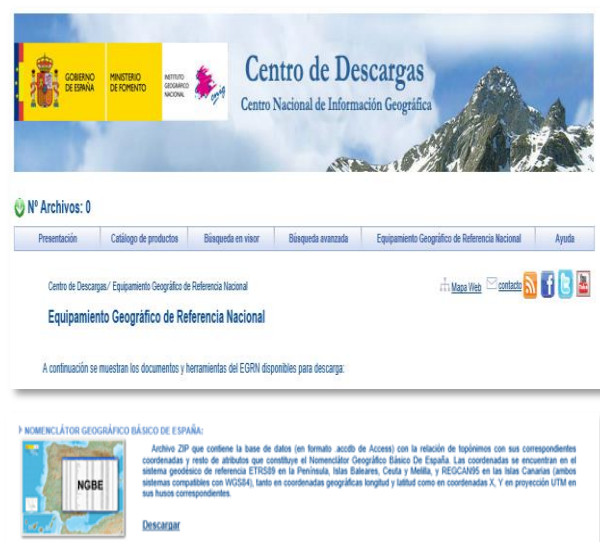 GOBIERNO
DE ESPAÑA
MINISTERIO
DE FOMENTO
INSTITUTO
GEOGRÁFICO
NACIONAL
cnig
Centro de Descargas
Centro Nacional de Información Geográfica
Nº Archivos: 0
Presentación Catálogo de productos Búsqueda en visor Búsqueda avanzada Equipamiento Geográfico de Referencia Nacional Ayuda
Centro de Descargas/ Equipamiento Geográfico de Referencia Nacional
Mapa Web contacto
Equipamiento Geográfico de Referencia Nacional
A continuación se muestran los documentos y herramientas del EGRN disponibles para descarga:
NOMENCLÁTOR GEOGRÁFICO BÁSICO DE ESPAÑA:
Archivo ZIP que contiene la base de datos (en formato .accdb de Access) con la relación de topónimos con sus correspondientes
coordenadas y resto de atributos que constituye el Nomenclátor Geográfico Básico De España. Las coordenadas se encuentran en el
sistema geodésico de referencia ETRS89 en la Península, Islas Baleares, Ceuta y Melilla, y REGCAN95 en las Islas Canarias (ambos
sistemas compatibles con WGS84), tanto en coordenadas geográficas longitud y latitud como en coordenadas X, Y en proyección UTM en
sus husos correspondientes.
NGBE
Descargar